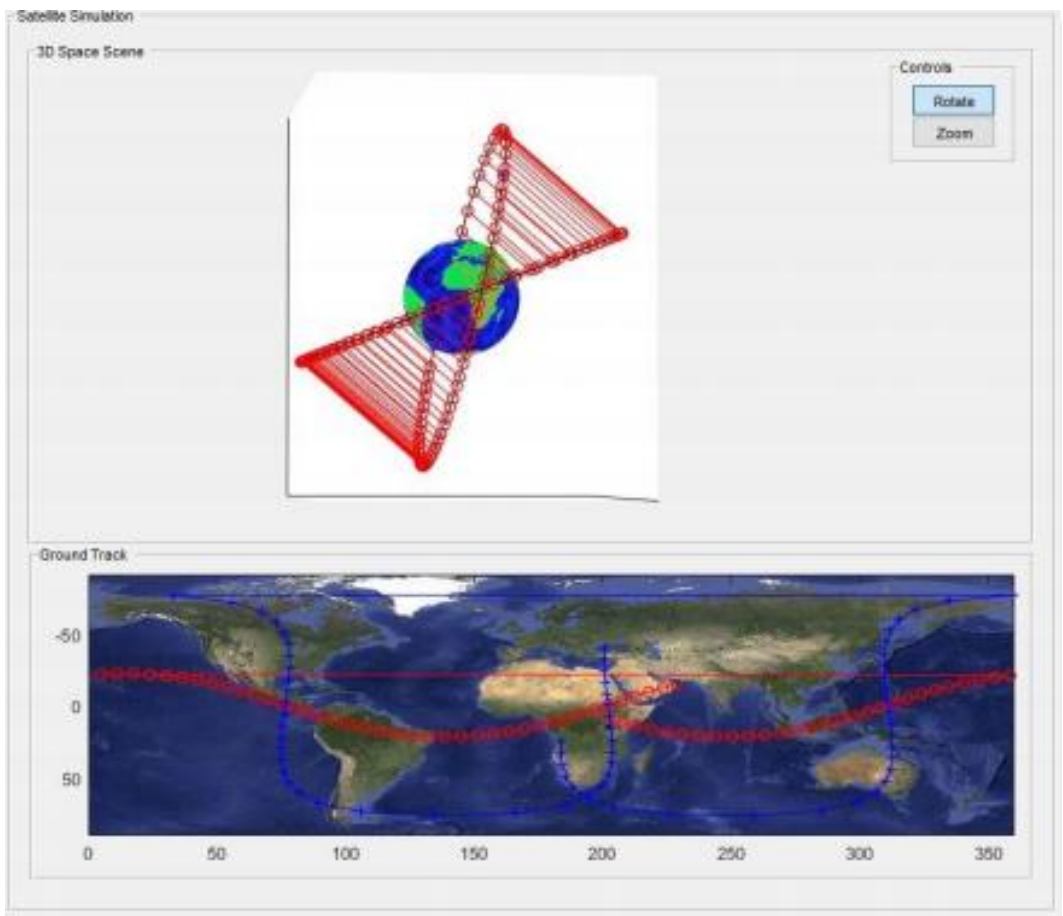 Satellite Simulation
3D Space Scene
Controls
Rotate
Zoom
Ground Track
-50
0
50
0 50 100 150 200 250 300 350